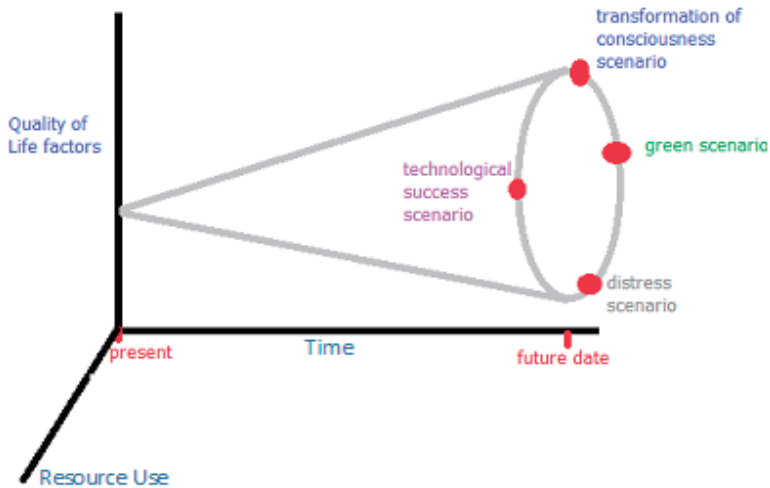 transformation of
consciousness
scenario
Quality of
Life factors
green scenario
technological
success
scenario
distress
scenario
present
Time
future date
Resource Use